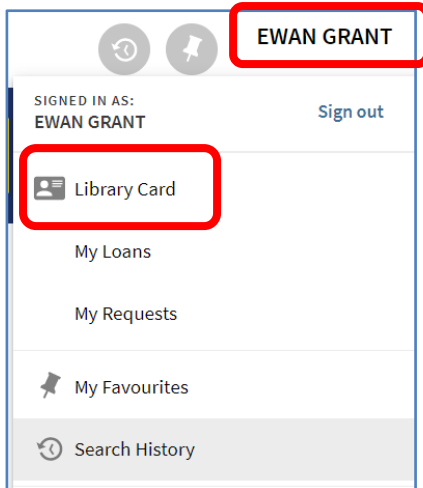 EWAN GRANT
SIGNED IN AS:
EWAN GRANT
Sign out
Library Card
My Loans
My Requests
My Favourites
Search History